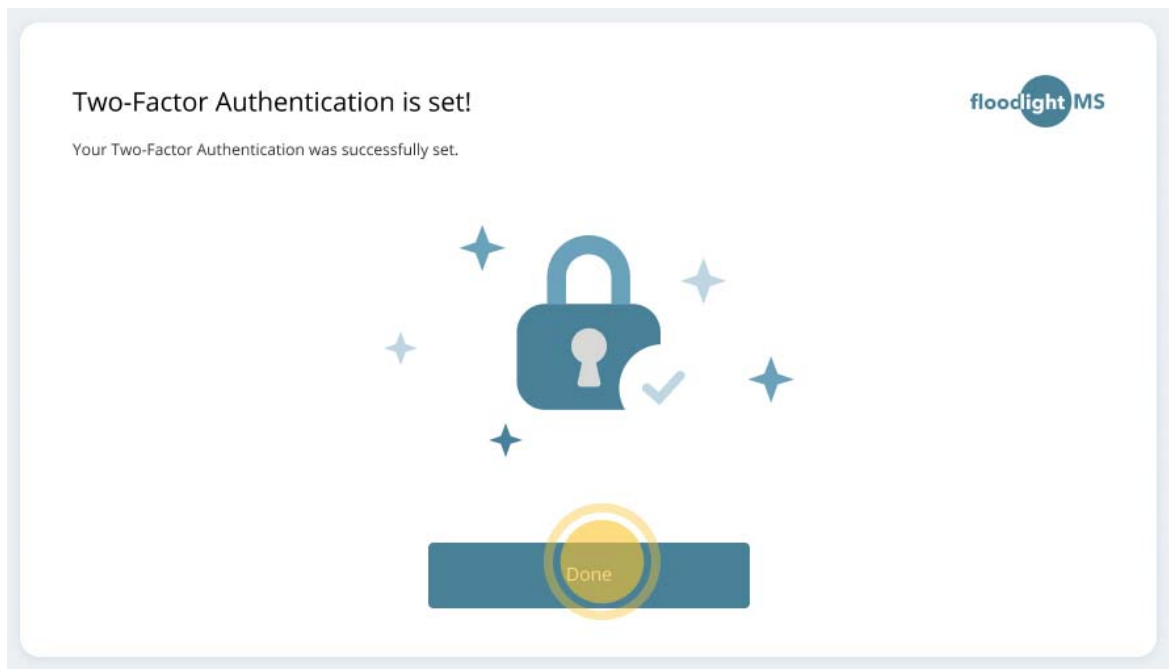 Two-Factor Authentication is set!
floodlight MS
Your Two-Factor Authentication was successfully set.
Done